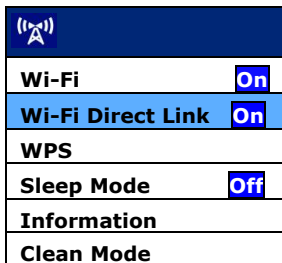 Wi-Fi On
Wi-Fi Direct Link On
WPS
Sleep Mode Off
Information
Clean Mode